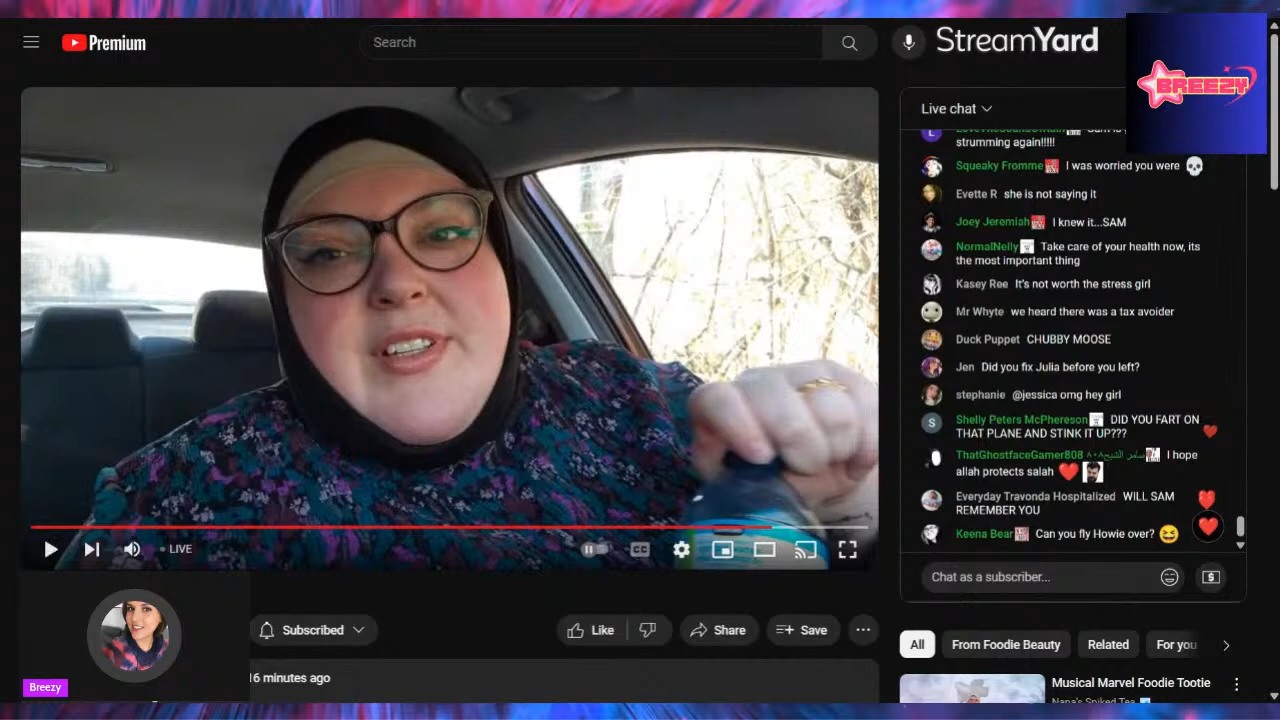 Premium
Search
StreamYard
BREEZY
Live chat
strumming again!!!!!
Squeaky Fromme I was worried you were
Evette R she is not saying it
Joey Jeremiah I knew it...SAM
NormalNelly Take care of your health now, its
the most important thing
Kasey Ree It's not worth the stress girl
Mr Whyte we heard there was a tax avoider
Duck Puppet CHUBBY MOOSE
Jen Did you fix Julia before you left?
stephanie @jessica omg hey girl
S
Shelly Peters McPhereson DID YOU FART ON
THAT PLANE AND STINK IT UP???
ThatGhostfaceGamer808 I hope
allah protects salah
Everyday Travonda Hospitalized WILL SAM
REMEMBER YOU
Keena Bear Can you fly Howie over?
LIVE
CC
Chat as a subscriber...
Breezy
Subscribed
Like
Share
Save
16 minutes ago
All
From Foodie Beauty
Related
For you
Musical Marvel Foodie Tootie
Nana's Spiked Tea